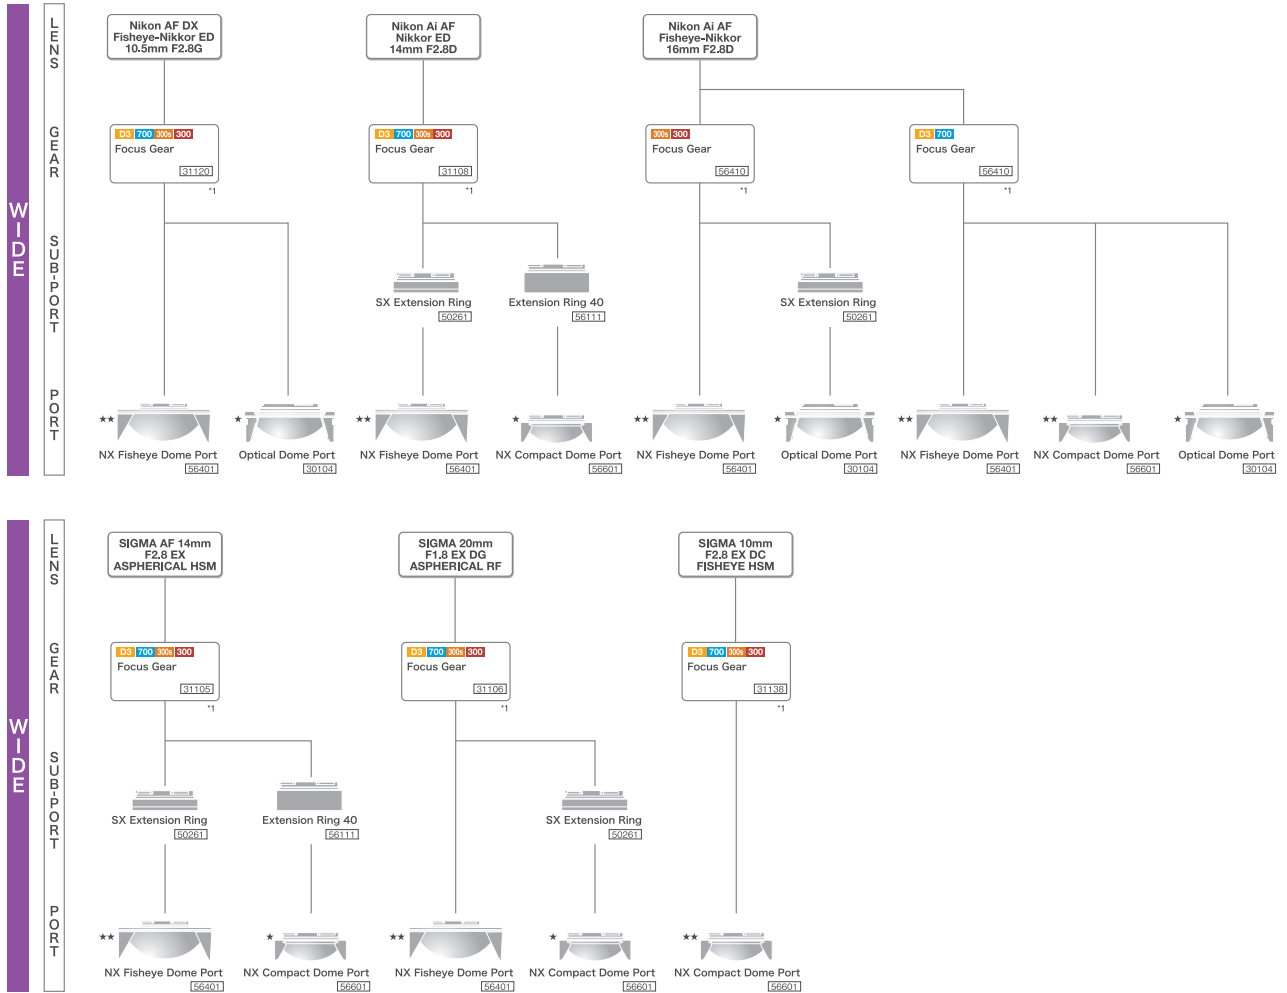 WIDE
LENS
GEAR
SUB-PORT
PORT
Nikon AF DX
Fisheye-Nikkor ED
10.5mm F2.8G
Nikon Ai AF
Nikkor ED
14mm F2.8D
Nikon Ai AF
Fisheye-Nikkor
16mm F2.8D
D3 700 300s 300
Focus Gear
31120
*1
D3 700 300s 300
Focus Gear
31108
*1
300s 300
Focus Gear
56410
*1
D3 700
Focus Gear
56410
*1
SX Extension Ring
50261
Extension Ring 40
56111
SX Extension Ring
50261
★★
NX Fisheye Dome Port
56401
★
Optical Dome Port
30104
★★
NX Fisheye Dome Port
56401
★
NX Compact Dome Port
56601
★★
NX Fisheye Dome Port
56401
★
Optical Dome Port
30104
★★
NX Fisheye Dome Port
56401
★★
NX Compact Dome Port
56601
★
Optical Dome Port
30104
WIDE
LENS
GEAR
SUB-PORT
PORT
SIGMA AF 14mm
F2.8 EX
ASPHERICAL HSM
SIGMA 20mm
F1.8 EX DG
ASPHERICAL RF
SIGMA 10mm
F2.8 EX DC
FISHEYE HSM
D3 700 300s 300
Focus Gear
31105
*1
D3 700 300s 300
Focus Gear
31106
*1
D3 700 300s 300
Focus Gear
31138
*1
SX Extension Ring
50261
Extension Ring 40
56111
SX Extension Ring
50261
★★
NX Fisheye Dome Port
56401
★
NX Compact Dome Port
56601
★★
NX Fisheye Dome Port
56401
★
NX Compact Dome Port
56601
★★
NX Compact Dome Port
56601